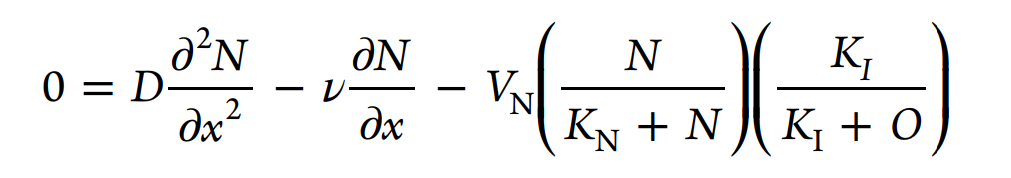 0 = D ∂²N/∂x² − ν ∂N/∂x − V_N (N/(K_N + N)) (K_I/(K_I + O))